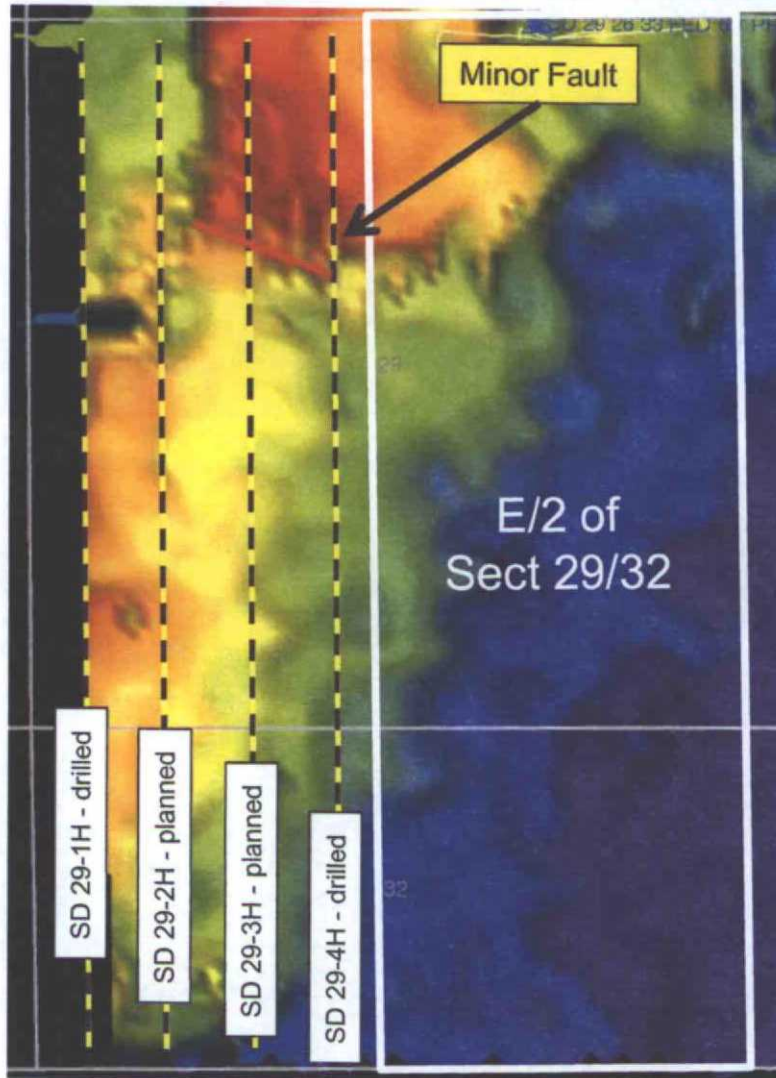 Minor Fault
29
E/2 of
Sect 29/32
SD 29-1H - drilled
SD 29-2H - planned
SD 29-3H - planned
SD 29-4H - drilled
32